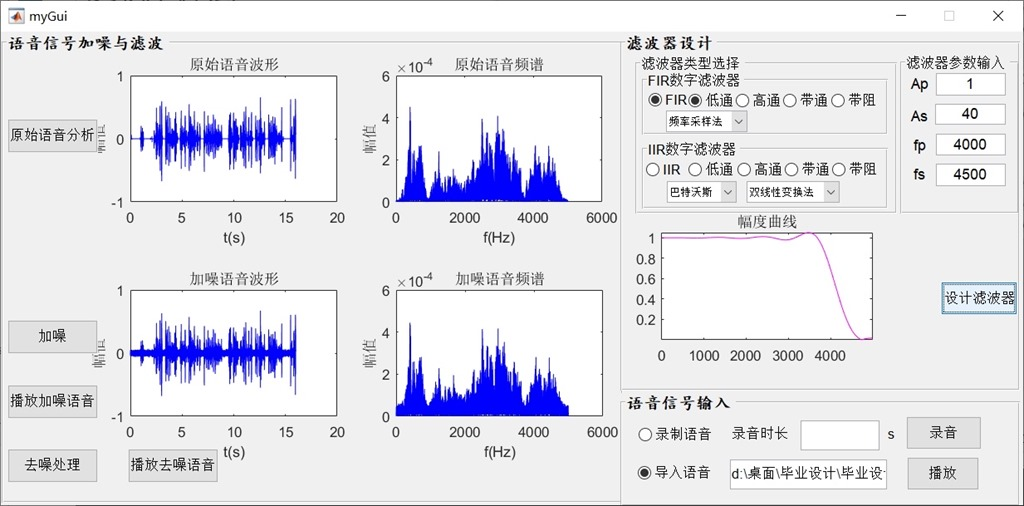 myGui
语音信号加噪与滤波
原始语音波形
1
0
-1
幅值
0 5 10 15 20
t(s)
×10^-4
原始语音频谱
6
4
2
0
幅值
0 2000 4000 6000
f(Hz)
原始语音分析
加噪语音波形
1
0
-1
幅值
0 5 10 15 20
t(s)
×10^-4
加噪语音频谱
6
4
2
0
幅值
0 2000 4000 6000
f(Hz)
加噪
播放加噪语音
去噪处理
播放去噪语音
滤波器设计
滤波器类型选择
FIR数字滤波器
FIR 低通 高通 带通 带阻
频率采样法
IIR数字滤波器
IIR 低通 高通 带通 带阻
巴特沃斯 双线性变换法
滤波器参数输入
Ap 1
As 40
fp 4000
fs 4500
幅度曲线
1
0.8
0.6
0.4
0.2
0 1000 2000 3000 4000
设计滤波器
语音信号输入
录制语音 录音时长 s 录音
导入语音 d:\桌面\毕业设计\毕业设 播放